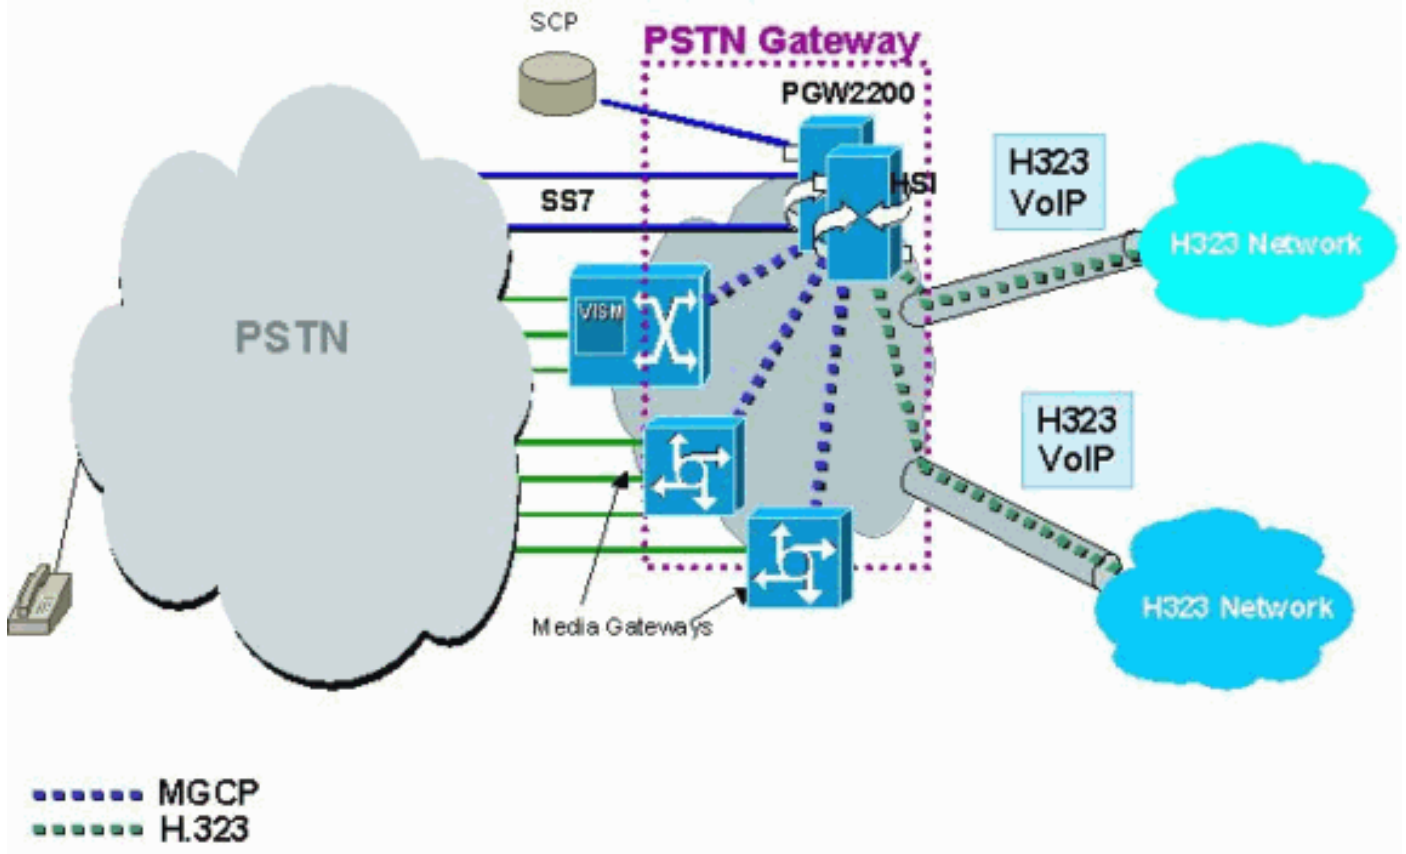 SCP
PSTN Gateway
PGW2200
H323
VoIP
HSI
SS7
H323 Network
VISM
PSTN
H323
VoIP
H323 Network
Media Gateways
MGCP
H.323